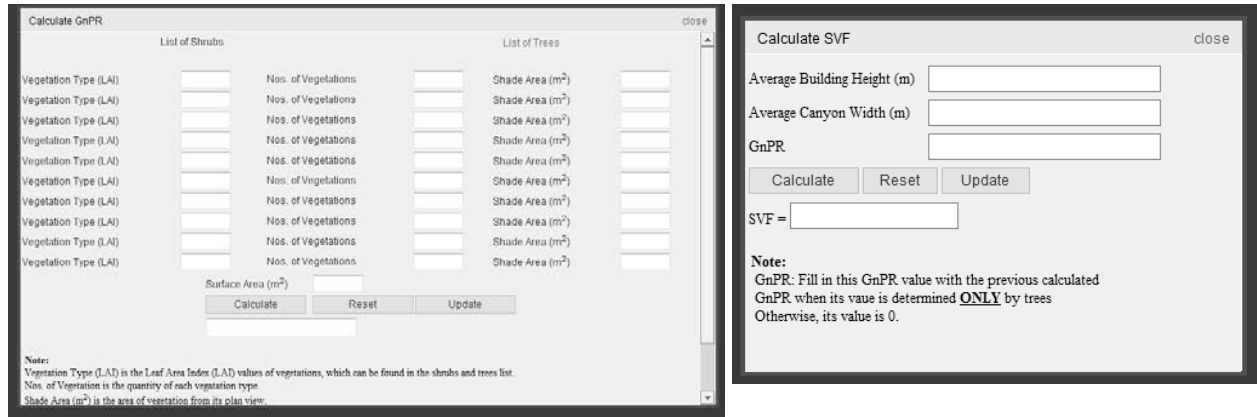 Calculate GnPR close
List of Shrubs List of Trees
Vegetation Type (LAI) Nos. of Vegetations Shade Area (m²)
Vegetation Type (LAI) Nos. of Vegetations Shade Area (m²)
Vegetation Type (LAI) Nos. of Vegetations Shade Area (m²)
Vegetation Type (LAI) Nos. of Vegetations Shade Area (m²)
Vegetation Type (LAI) Nos. of Vegetations Shade Area (m²)
Vegetation Type (LAI) Nos. of Vegetations Shade Area (m²)
Vegetation Type (LAI) Nos. of Vegetations Shade Area (m²)
Vegetation Type (LAI) Nos. of Vegetations Shade Area (m²)
Vegetation Type (LAI) Nos. of Vegetations Shade Area (m²)
Vegetation Type (LAI) Nos. of Vegetations Shade Area (m²)
Surface Area (m²)
Calculate Reset Update
Note:
Vegetation Type (LAI) is the Leaf Area Index (LAI) values of vegetations, which can be found in the shrubs and trees list.
Nos. of Vegetation is the quantity of each vegatation type.
Shade Area (m²) is the area of vegetation from its plan view.
Calculate SVF close
Average Building Height (m)
Average Canyon Width (m)
GnPR
Calculate Reset Update
SVF =
Note:
GnPR: Fill in this GnPR value with the previous calculated
GnPR when its vaue is determined ONLY by trees
Otherwise, its value is 0.